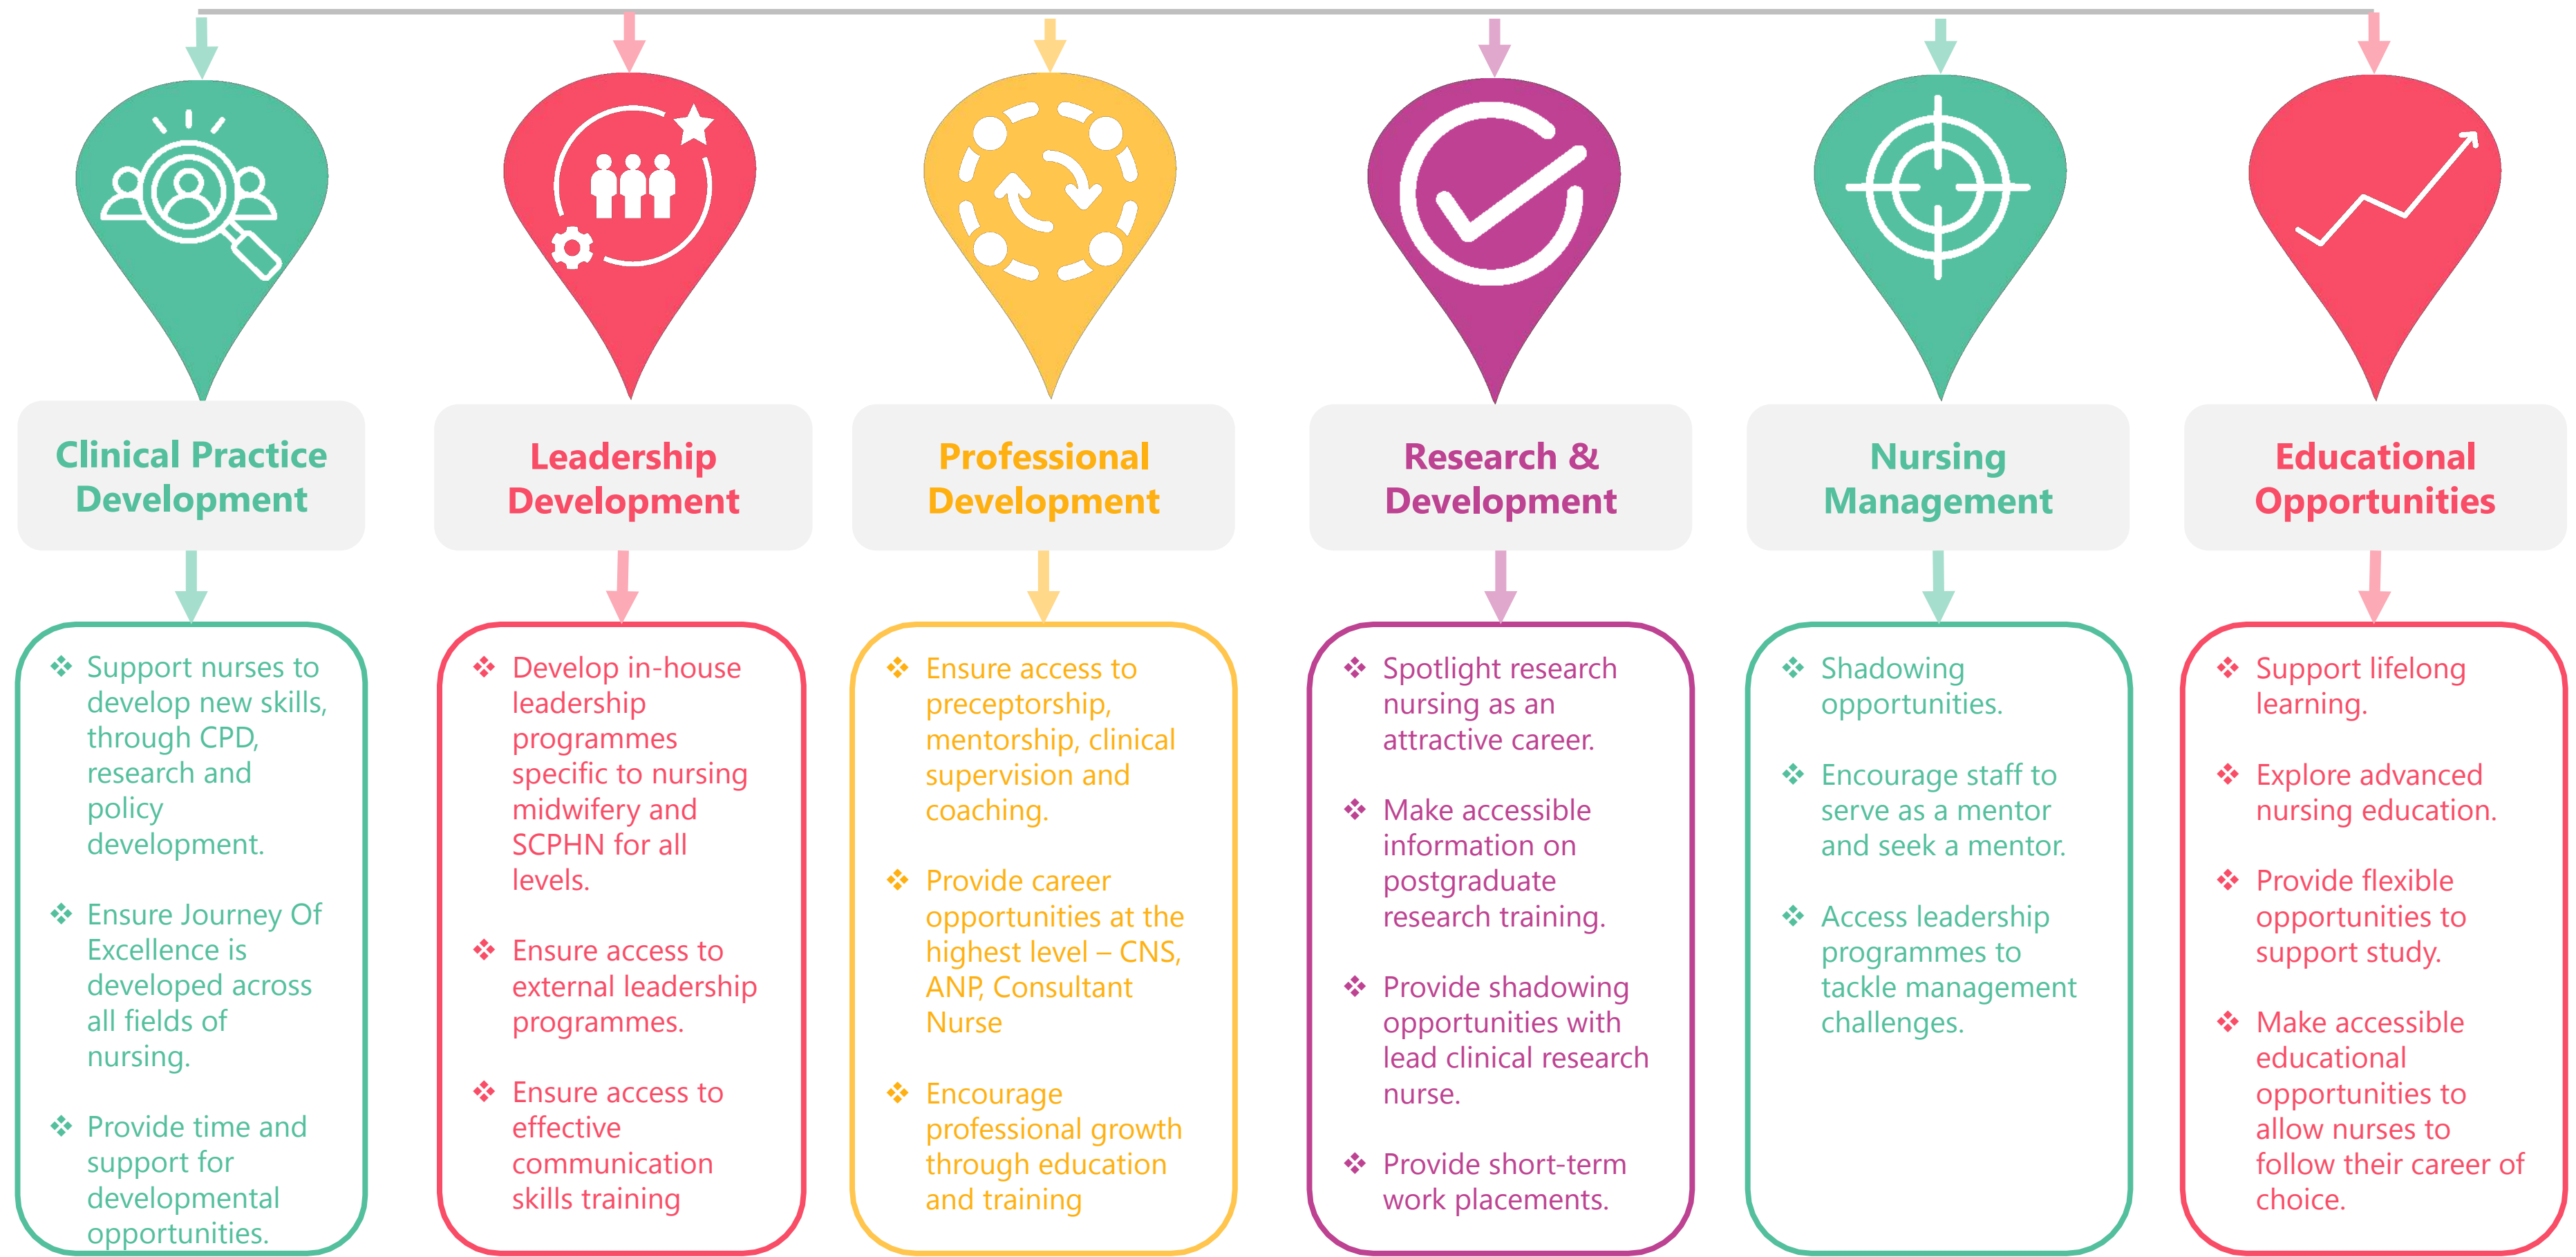 Clinical Practice
Development
Support nurses to
develop new skills,
through CPD,
research and
policy
development.
Ensure Journey Of
Excellence is
developed across
all fields of
nursing.
Provide time and
support for
developmental
opportunities.
Leadership
Development
Develop in-house
leadership
programmes
specific to nursing
midwifery and
SCPHN for all
levels.
Ensure access to
external leadership
programmes.
Ensure access to
effective
communication
skills training
Professional
Development
Ensure access to
preceptorship,
mentorship, clinical
supervision and
coaching.
Provide career
opportunities at the
highest level – CNS,
ANP, Consultant
Nurse
Encourage
professional growth
through education
and training
Research &
Development
Spotlight research
nursing as an
attractive career.
Make accessible
information on
postgraduate
research training.
Provide shadowing
opportunities with
lead clinical research
nurse.
Provide short-term
work placements.
Nursing
Management
Shadowing
opportunities.
Encourage staff to
serve as a mentor
and seek a mentor.
Access leadership
programmes to
tackle management
challenges.
Educational
Opportunities
Support lifelong
learning.
Explore advanced
nursing education.
Provide flexible
opportunities to
support study.
Make accessible
educational
opportunities to
allow nurses to
follow their career of
choice.